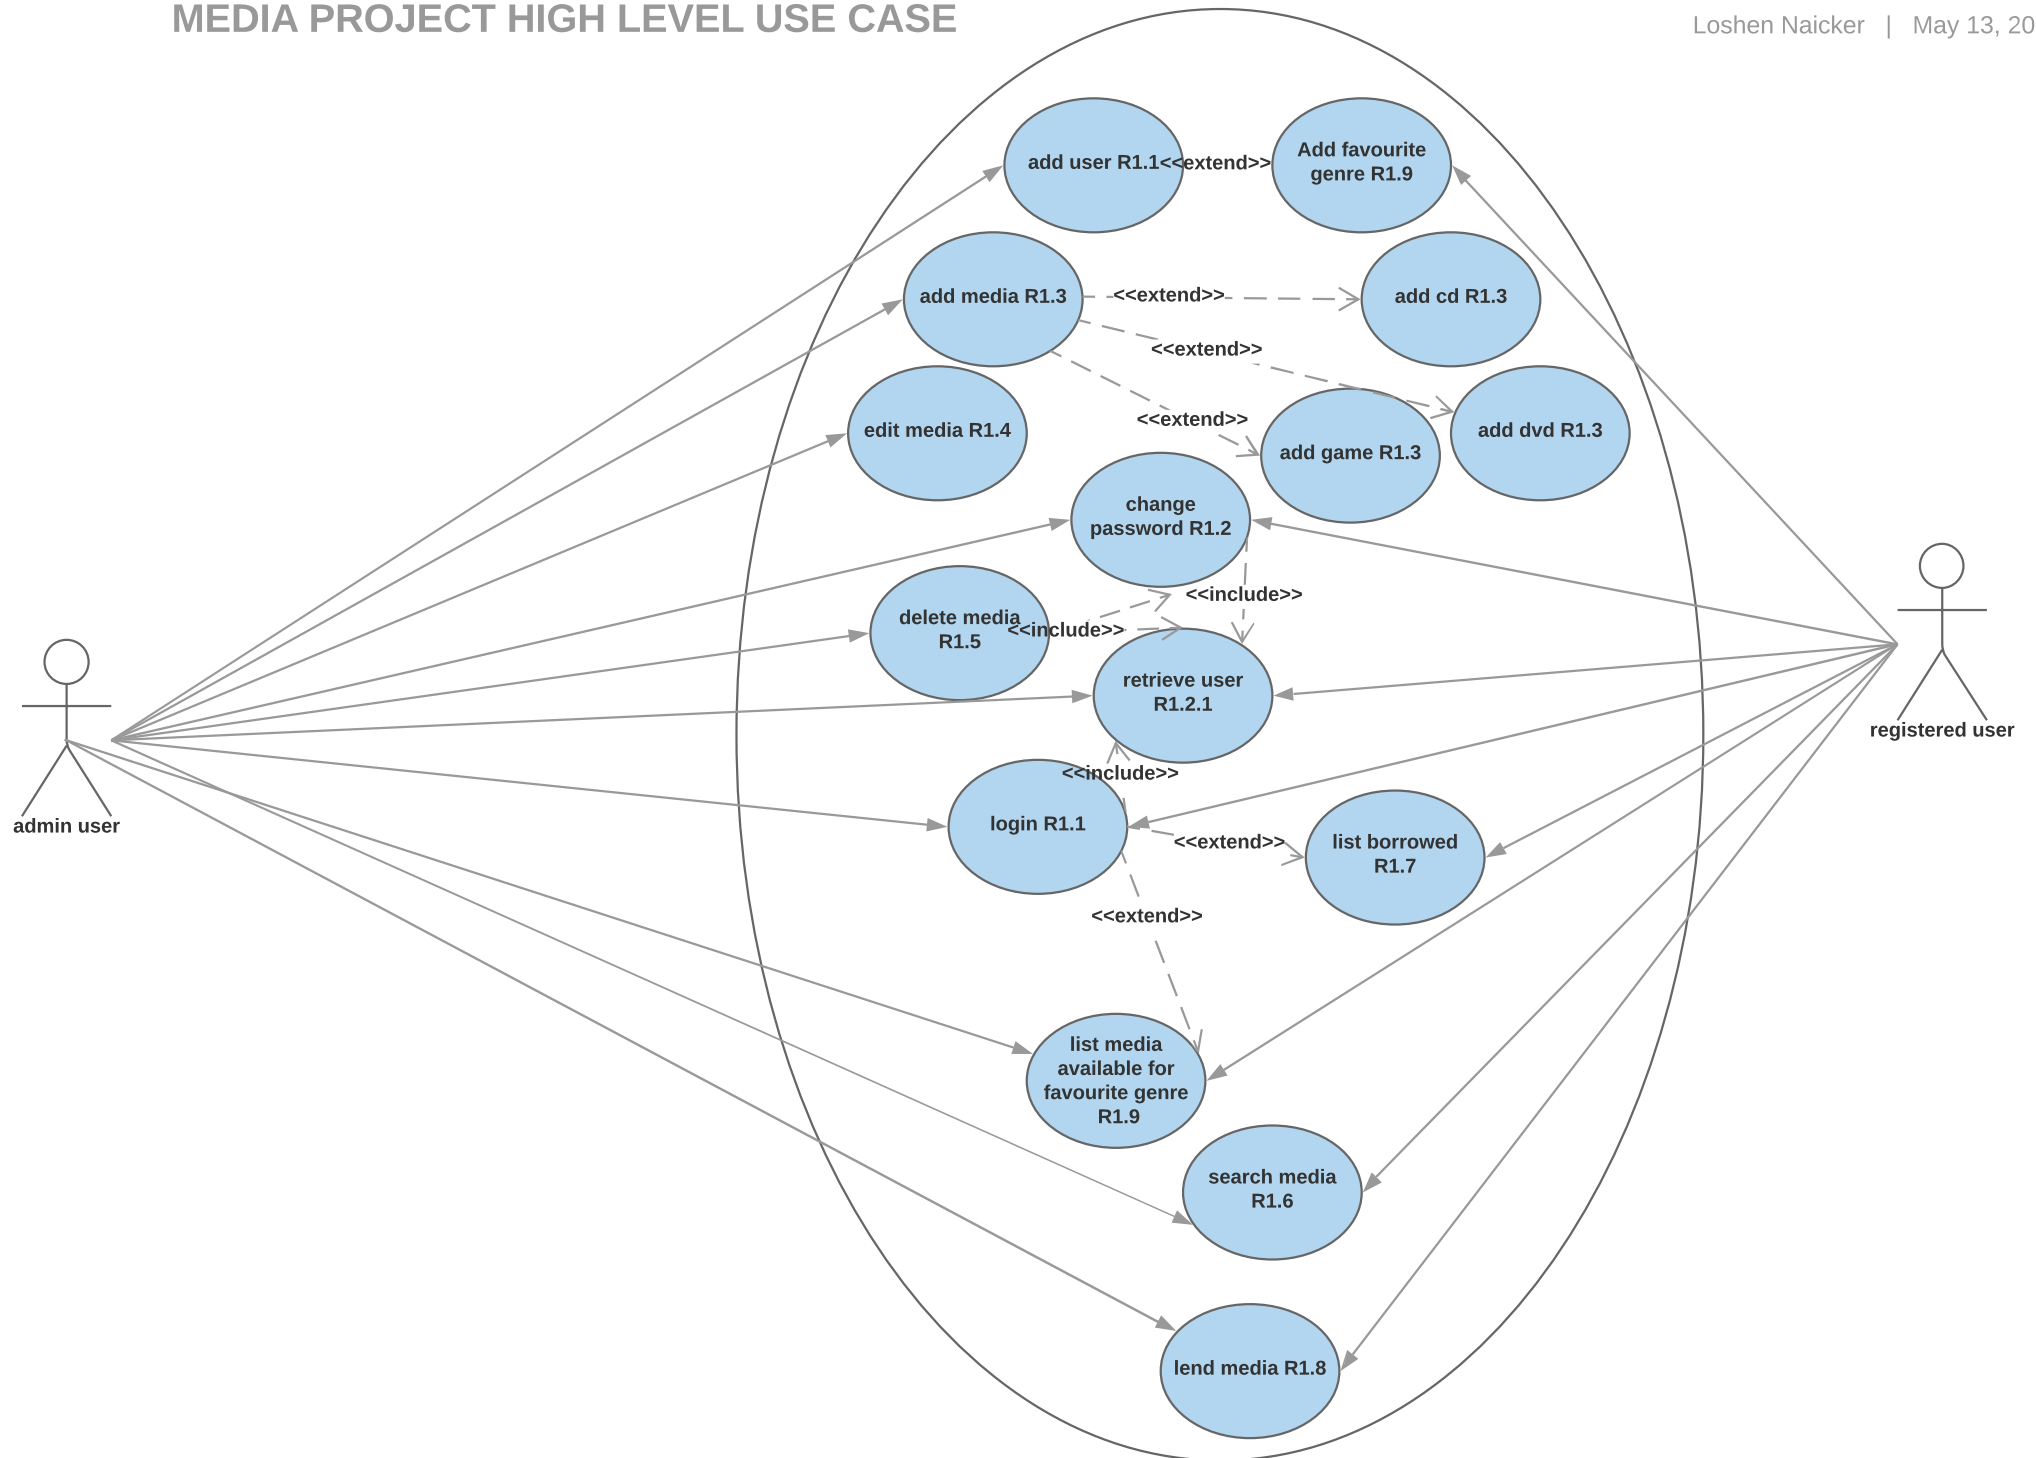 MEDIA PROJECT HIGH LEVEL USE CASE
Loshen Naicker | May 13, 20
add user R1.1
<<extend>>
Add favourite
genre R1.9
add media R1.3
<<extend>>
add cd R1.3
<<extend>>
<<extend>>
edit media R1.4
add game R1.3
add dvd R1.3
change
password R1.2
<<include>>
delete media
R1.5
<<include>>
retrieve user
R1.2.1
registered user
<<include>>
admin user
login R1.1
<<extend>>
list borrowed
R1.7
<<extend>>
list media
available for
favourite genre
R1.9
search media
R1.6
lend media R1.8